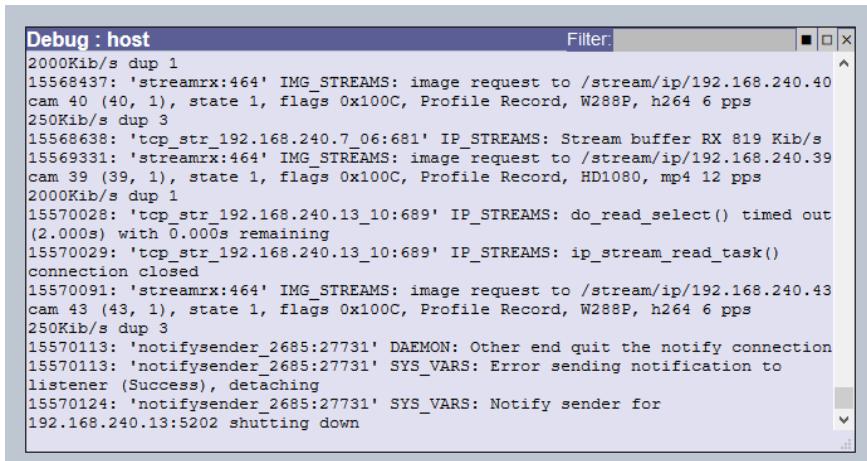 Debug : host Filter:
2000Kib/s dup 1
15568437: 'streamrx:464' IMG_STREAMS: image request to /stream/ip/192.168.240.40
cam 40 (40, 1), state 1, flags 0x100C, Profile Record, W288P, h264 6 pps
250Kib/s dup 3
15568638: 'tcp_str_192.168.240.7_06:681' IP_STREAMS: Stream buffer RX 819 Kib/s
15569331: 'streamrx:464' IMG_STREAMS: image request to /stream/ip/192.168.240.39
cam 39 (39, 1), state 1, flags 0x100C, Profile Record, HD1080, mp4 12 pps
2000Kib/s dup 1
15570028: 'tcp_str_192.168.240.13_10:689' IP_STREAMS: do_read_select() timed out
(2.000s) with 0.000s remaining
15570029: 'tcp_str_192.168.240.13_10:689' IP_STREAMS: ip_stream_read_task()
connection closed
15570091: 'streamrx:464' IMG_STREAMS: image request to /stream/ip/192.168.240.43
cam 43 (43, 1), state 1, flags 0x100C, Profile Record, W288P, h264 6 pps
250Kib/s dup 3
15570113: 'notifysender_2685:27731' DAEMON: Other end quit the notify connection
15570113: 'notifysender_2685:27731' SYS_VARS: Error sending notification to
listener (Success), detaching
15570124: 'notifysender_2685:27731' SYS_VARS: Notify sender for
192.168.240.13:5202 shutting down